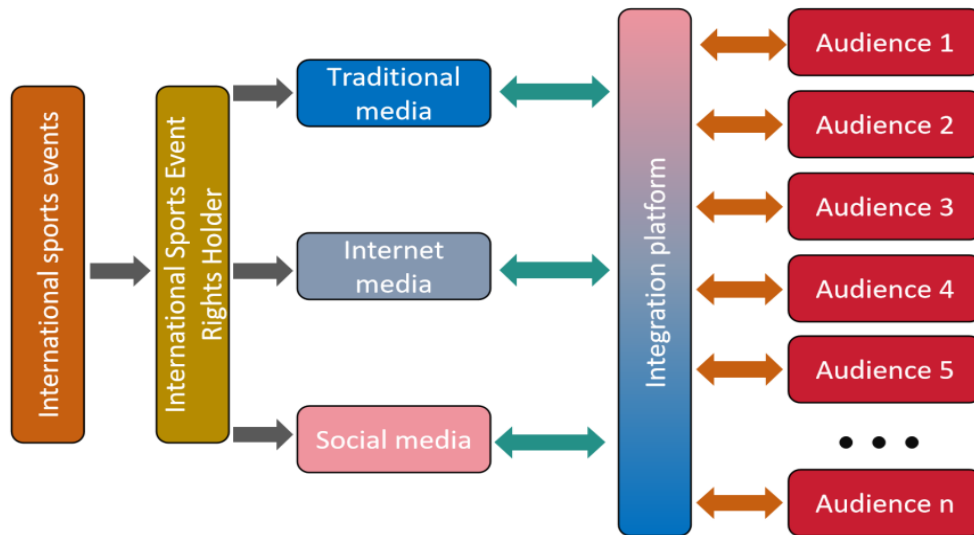 International sports events
International Sports Event
Rights Holder
Traditional
media
Internet
media
Social media
Integration platform
Audience 1
Audience 2
Audience 3
Audience 4
Audience 5
• • •
Audience n